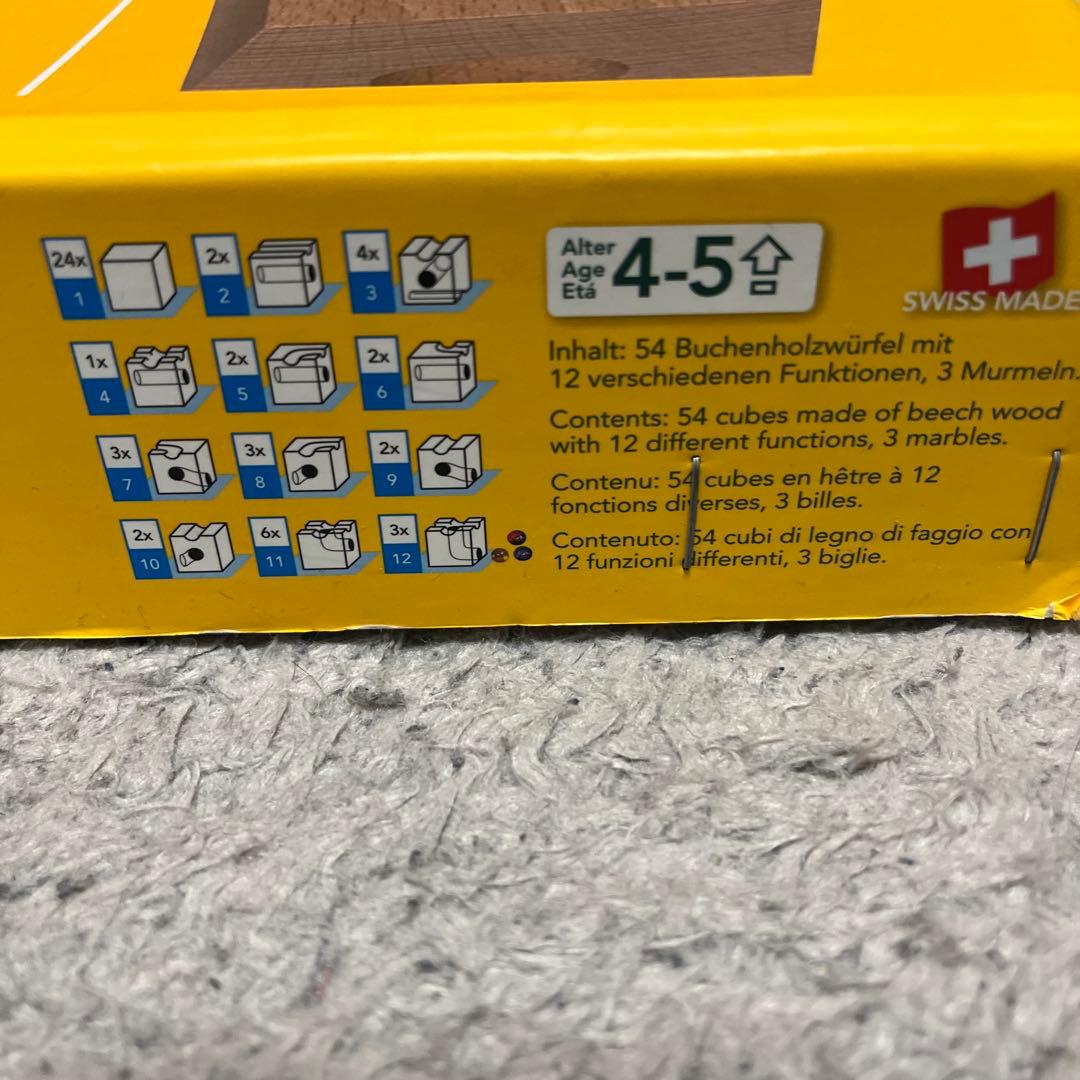 24x
1
2x
2
4x
3
1x
4
2x
5
2x
6
3x
7
3x
8
2x
9
2x
10
6x
11
3x
12
Alter
Age
Etá
4-5
SWISS MADE
Inhalt: 54 Buchenholzwürfel mit
12 verschiedenen Funktionen, 3 Murmeln.
Contents: 54 cubes made of beech wood
with 12 different functions, 3 marbles.
Contenu: 54 cubes en hêtre à 12
fonctions diverses, 3 billes.
Contenuto: 54 cubi di legno di faggio con
12 funzioni differenti, 3 biglie.